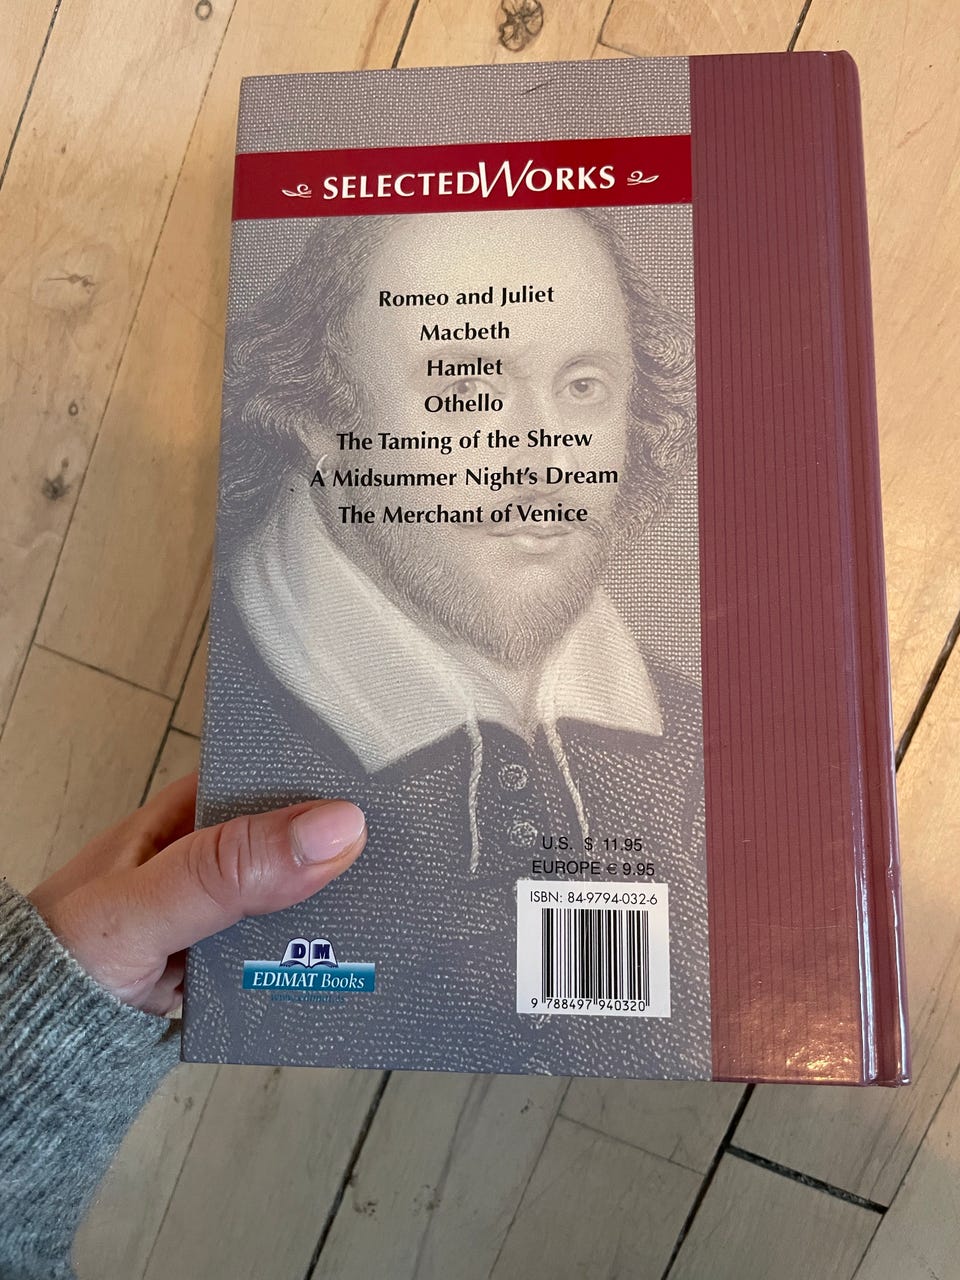 SELECTEDWORKS
Romeo and Juliet
Macbeth
Hamlet
Othello
The Taming of the Shrew
A Midsummer Night's Dream
The Merchant of Venice
U.S. $ 11.95
EUROPE € 9.95
ISBN: 84-9794-032-6
9 788497 940320
DM
EDIMAT Books